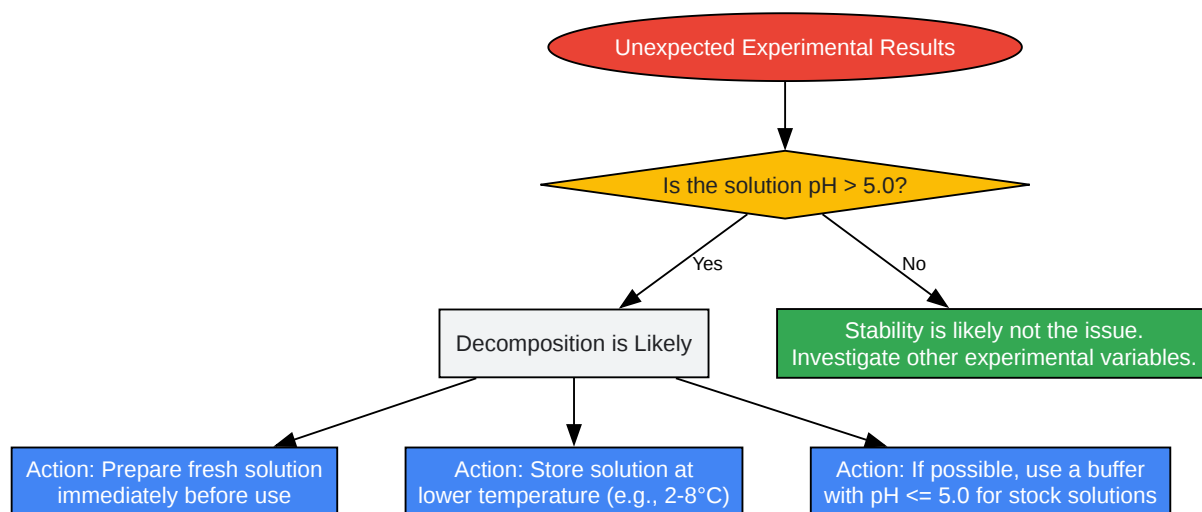 Unexpected Experimental Results
Is the solution pH > 5.0?
Yes
No
Decomposition is Likely
Stability is likely not the issue.
Investigate other experimental variables.
Action: Prepare fresh solution
immediately before use
Action: Store solution at
lower temperature (e.g., 2-8°C)
Action: If possible, use a buffer
with pH <= 5.0 for stock solutions